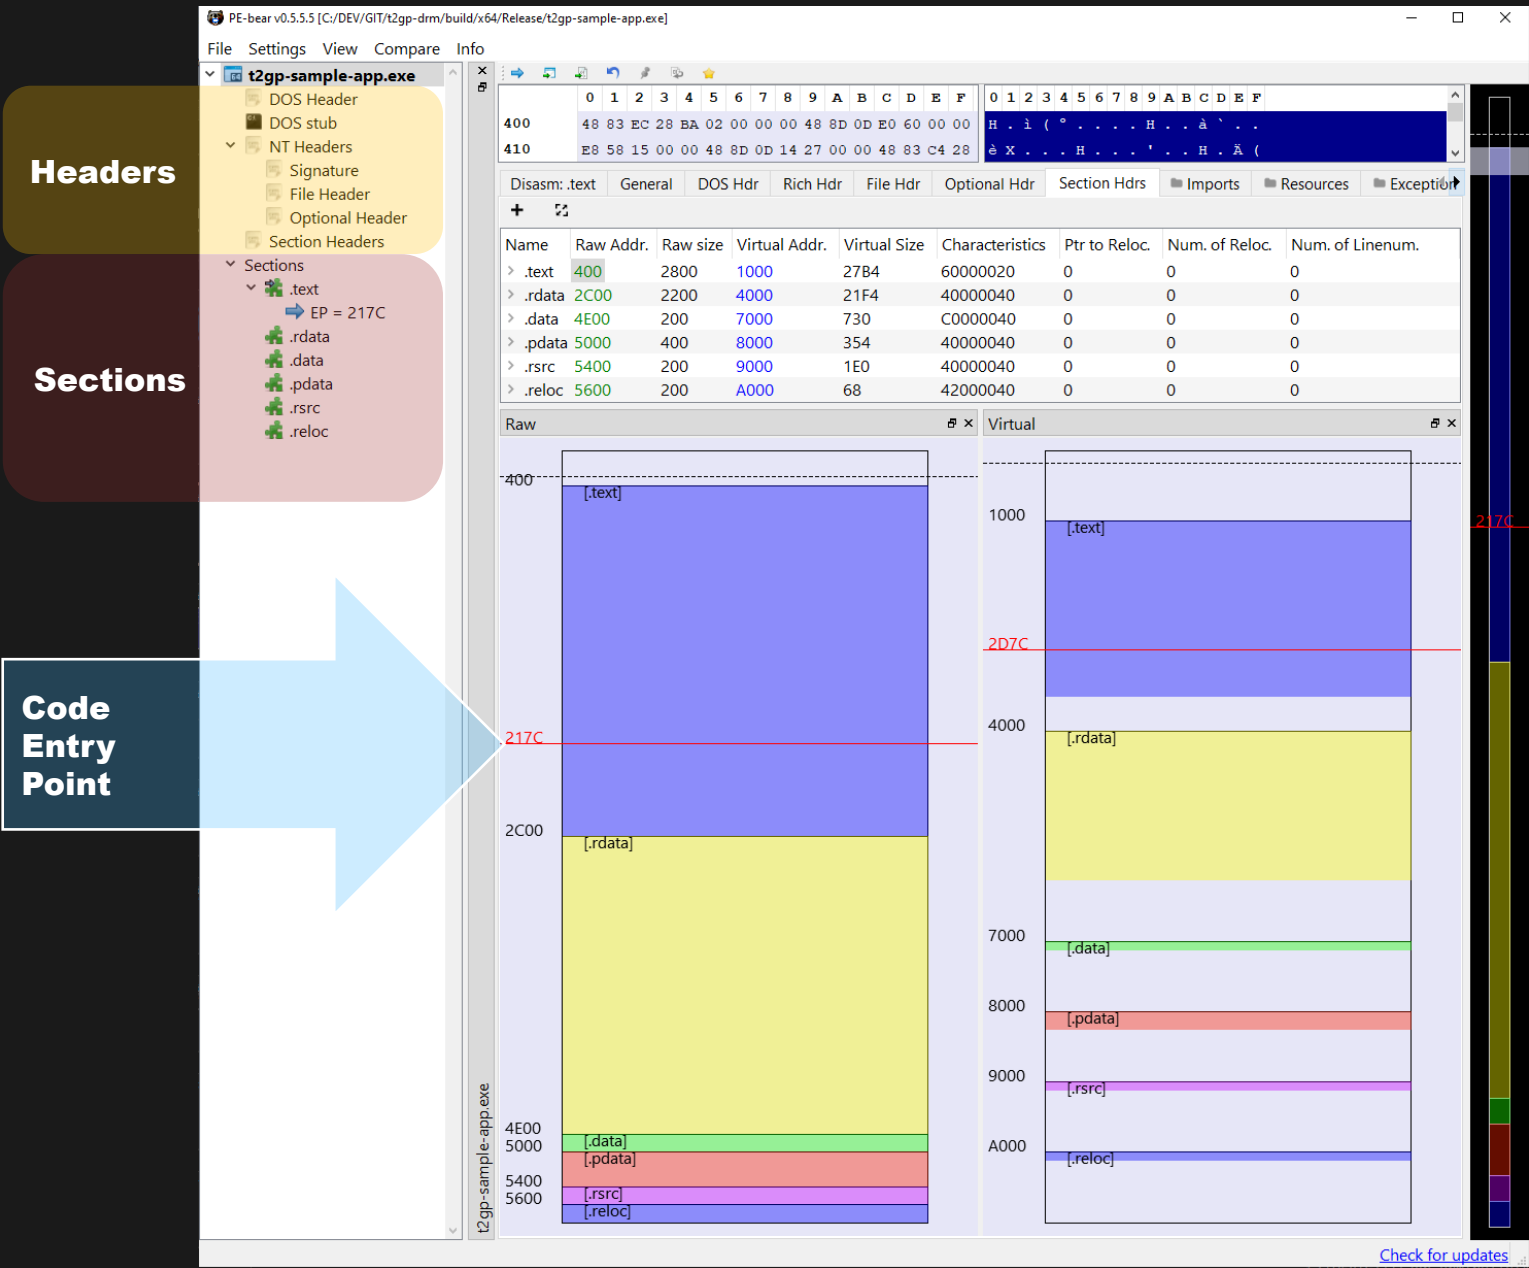 PE-bear v0.5.5.5 [C:/DEV/GIT/t2gp-drm/build/x64/Release/t2gp-sample-app.exe]
File Settings View Compare Info
t2gp-sample-app.exe
DOS Header
DOS stub
NT Headers
Signature
File Header
Optional Header
Section Headers
Sections
.text
EP = 217C
.rdata
.data
.pdata
.rsrc
.reloc
Headers
Sections
Code
Entry
Point
t2gp-sample-app.exe
0 1 2 3 4 5 6 7 8 9 A B C D E F 0 1 2 3 4 5 6 7 8 9 A B C D E F
400 48 83 EC 28 BA 02 00 00 00 48 8D 0D E0 60 00 00 H . ì ( º . . . . H . . à ` . .
410 E8 58 15 00 00 48 8D 0D 14 27 00 00 48 83 C4 28 è X . . . H . . . ' . . H . Ä (
Disasm: .text General DOS Hdr Rich Hdr File Hdr Optional Hdr Section Hdrs Imports Resources Exception
Name Raw Addr. Raw size Virtual Addr. Virtual Size Characteristics Ptr to Reloc. Num. of Reloc. Num. of Linenum.
.text 400 2800 1000 27B4 60000020 0 0 0
.rdata 2C00 2200 4000 21F4 40000040 0 0 0
.data 4E00 200 7000 730 C0000040 0 0 0
.pdata 5000 400 8000 354 40000040 0 0 0
.rsrc 5400 200 9000 1E0 40000040 0 0 0
.reloc 5600 200 A000 68 42000040 0 0 0
Raw
400
[.text]
217C
2C00
[.rdata]
4E00
[.data]
5000
[.pdata]
5400
[.rsrc]
5600
[.reloc]
Virtual
1000
[.text]
2D7C
4000
[.rdata]
7000
[.data]
8000
[.pdata]
9000
[.rsrc]
A000
[.reloc]
217C
Check for updates